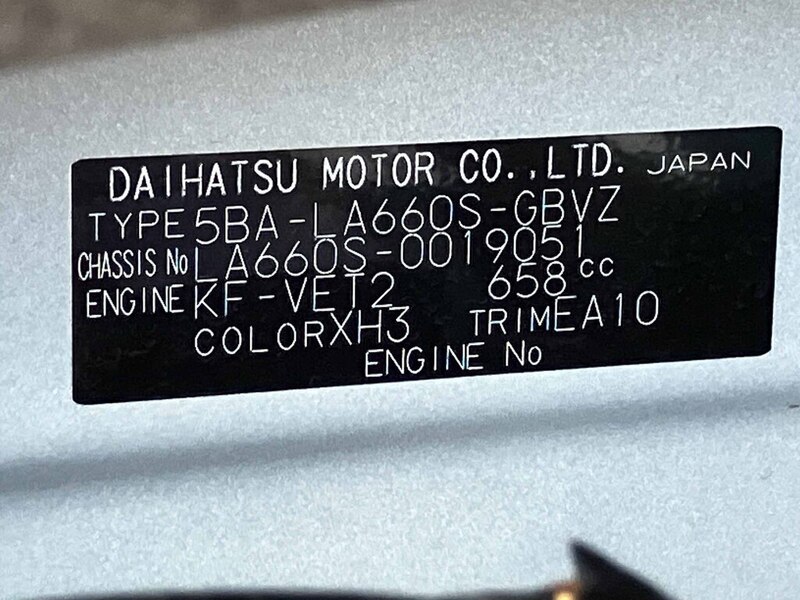 DAIHATSU MOTOR CO.,LTD. JAPAN
TYPE 5BA-LA660S-GBVZ
CHASSIS No LA660S-0019051
ENGINE KF-VET2 658cc
COLOR XH3 TRIM EA10
ENGINE No